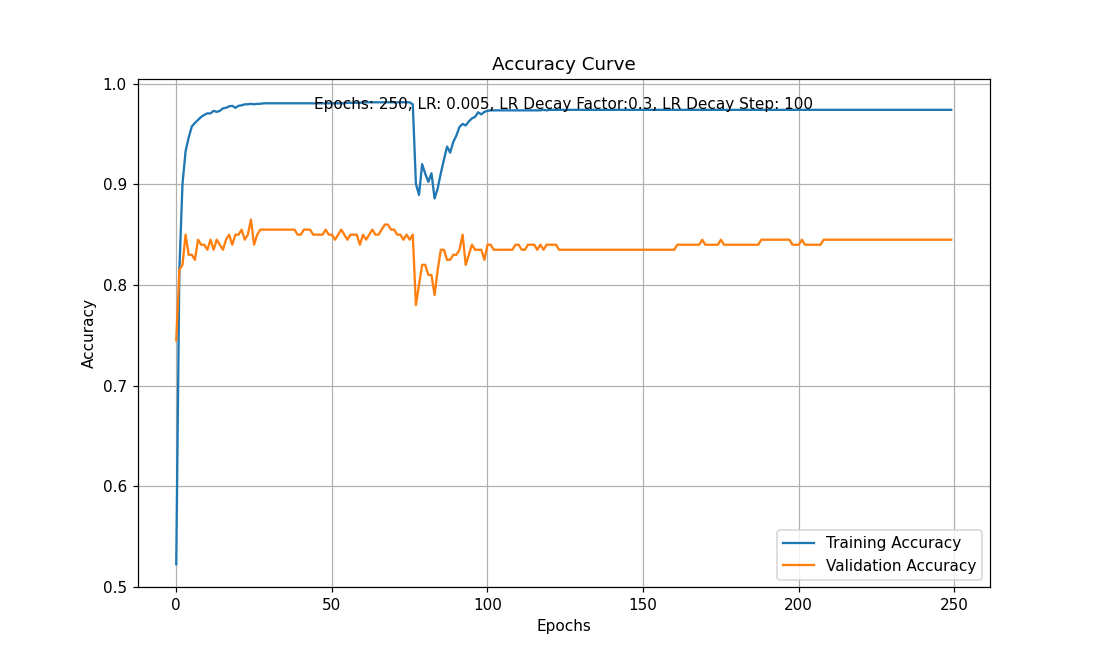 Accuracy Curve
Epochs: 250, LR: 0.005, LR Decay Factor:0.3, LR Decay Step: 100
1.0
0.9
0.8
0.7
0.6
0.5
Accuracy
Training Accuracy
Validation Accuracy
0 50 100 150 200 250
Epochs